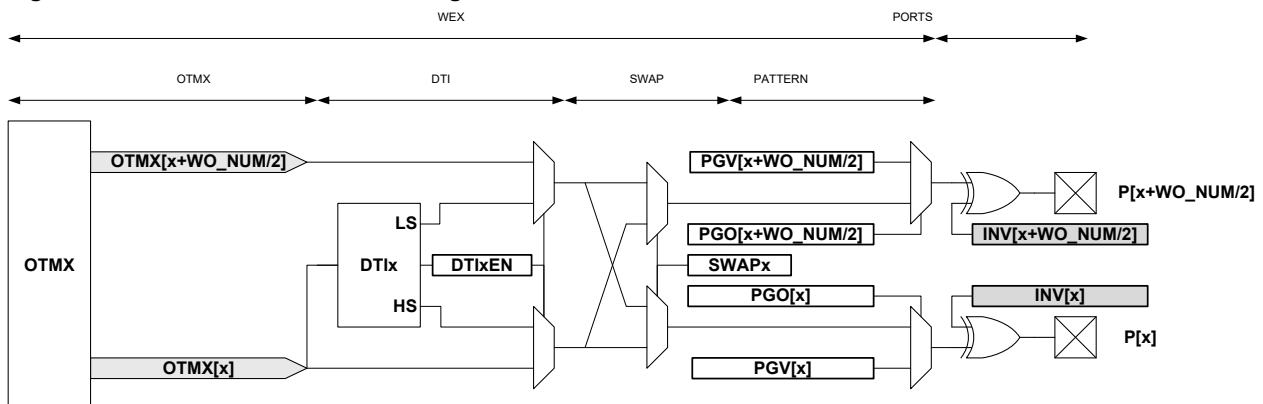 WEX PORTS
OTMX DTI SWAP PATTERN
OTMX[x+WO_NUM/2] PGV[x+WO_NUM/2]
P[x+WO_NUM/2]
LS
PGO[x+WO_NUM/2] INV[x+WO_NUM/2]
OTMX DTIx DTIxEN SWAPx
PGO[x] INV[x]
HS
P[x]
OTMX[x] PGV[x]